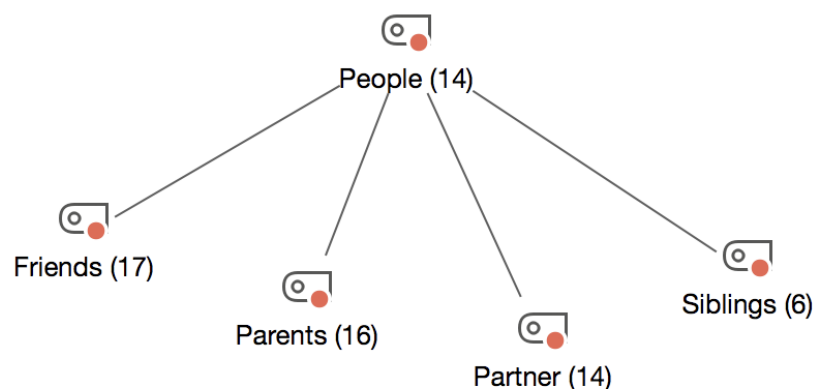 People (14)
Friends (17)
Parents (16)
Partner (14)
Siblings (6)